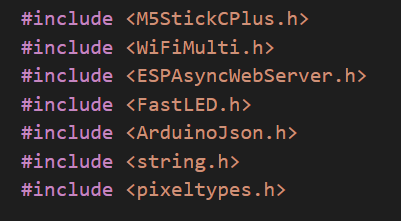 #include <M5StickCPlus.h>
#include <WiFiMulti.h>
#include <ESPAsyncWebServer.h>
#include <FastLED.h>
#include <ArduinoJson.h>
#include <string.h>
#include <pixeltypes.h>